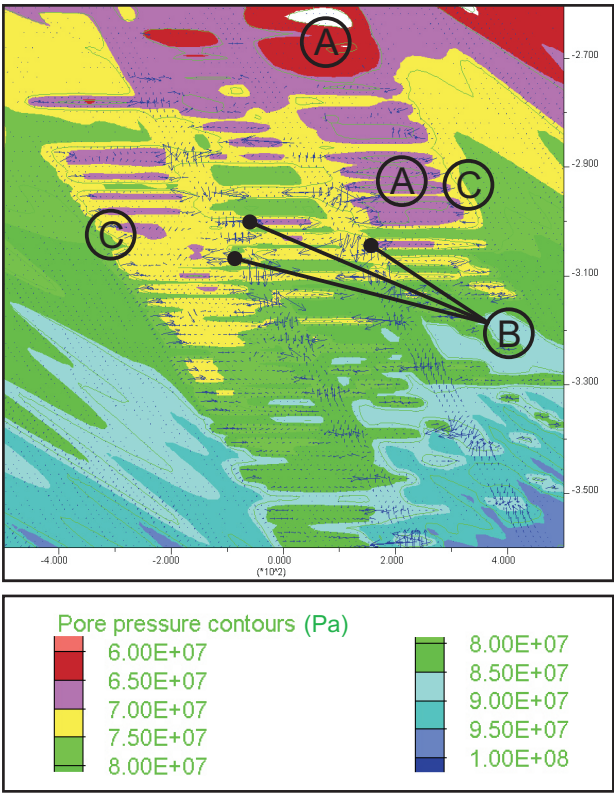 A
-2.700
-2.900
A
C
C
-3.100
B
-3.300
-3.500
-4.000 -2.000 0.000 2.000 4.000
(*10^2)
Pore pressure contours (Pa)
6.00E+07
6.50E+07
7.00E+07
7.50E+07
8.00E+07
8.00E+07
8.50E+07
9.00E+07
9.50E+07
1.00E+08